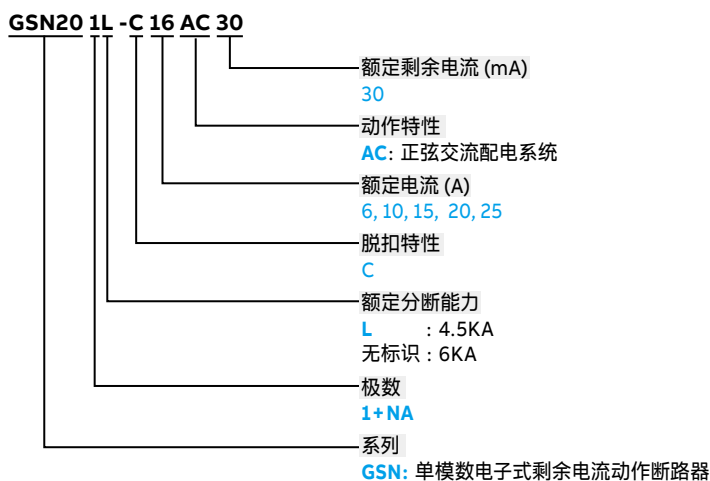 GSN20 1L -C 16 AC 30
额定剩余电流 (mA)
30
动作特性
AC: 正弦交流配电系统
额定电流 (A)
6, 10, 15, 20, 25
脱扣特性
C
额定分断能力
L : 4.5KA
无标识 : 6KA
极数
1+NA
系列
GSN: 单模数电子式剩余电流动作断路器